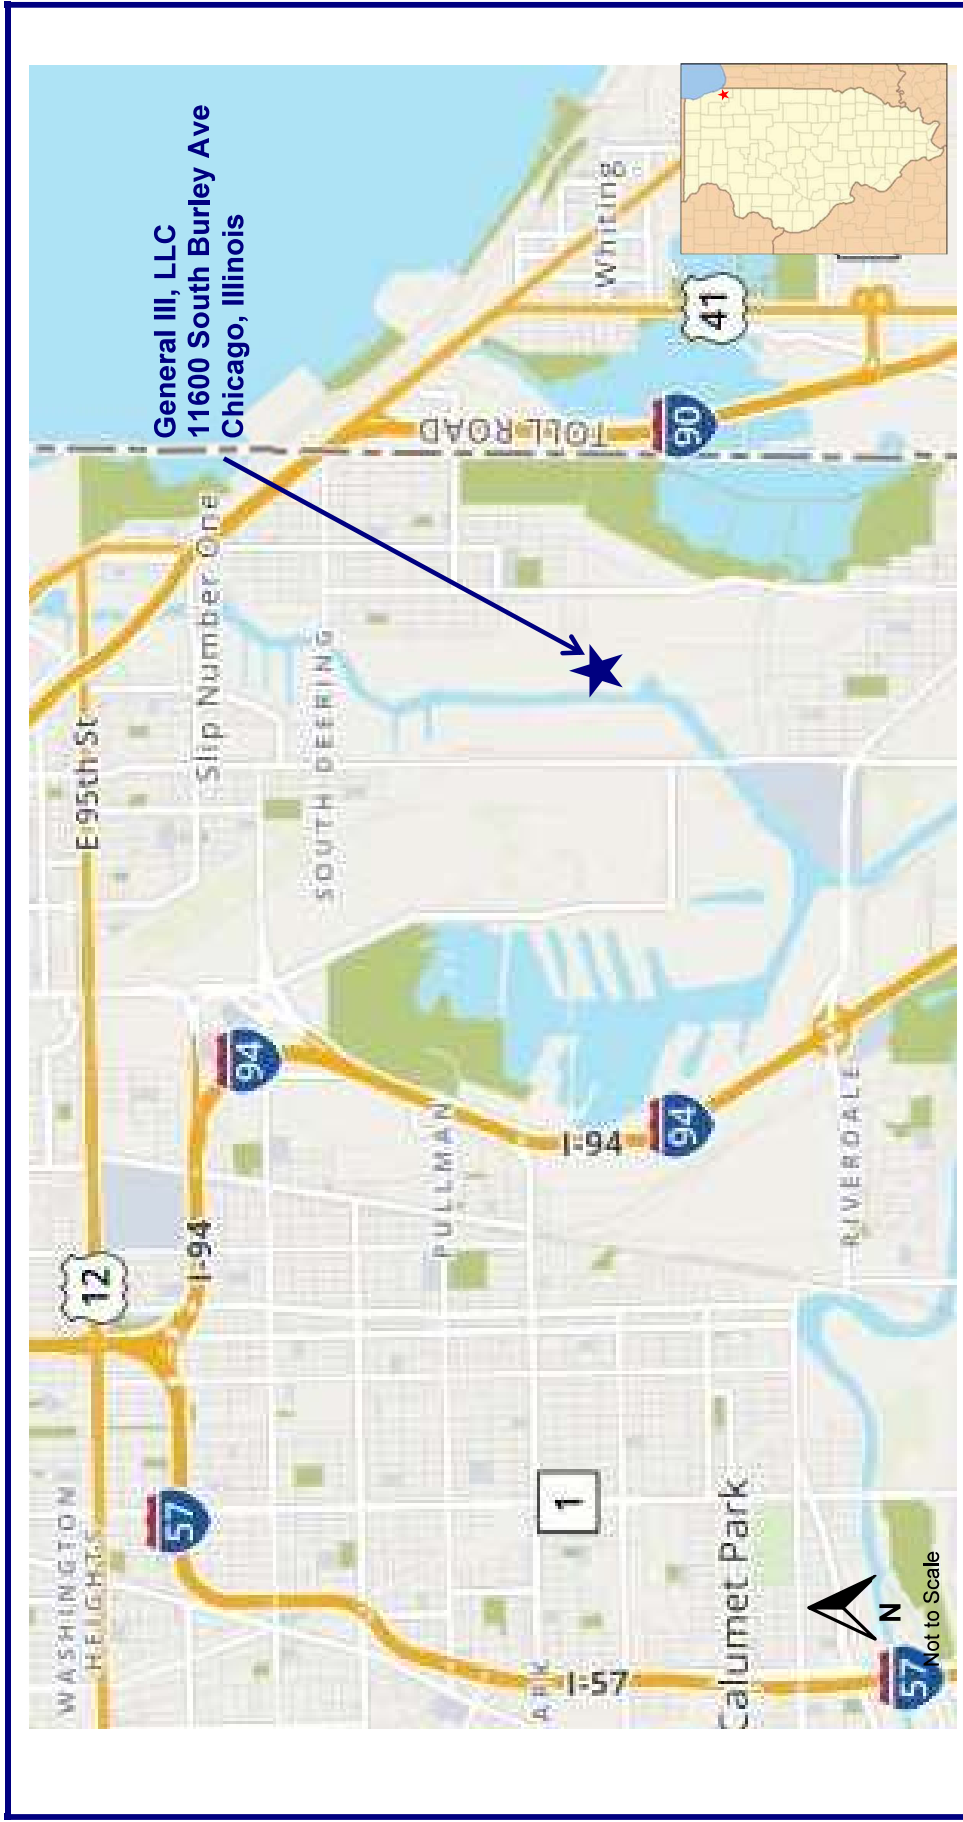 General III, LLC
11600 South Burley Ave
Chicago, Illinois
WASHINGTON
HEIGHTS
12
E 95th St
57
I-94
94
Slip Number One
SOUTH DEERING
PULLMAN
TOLL ROAD
1
I-57
I-94
Whiting
94
90
41
Calumet Park
RIVERDALE
57
N
Not to Scale